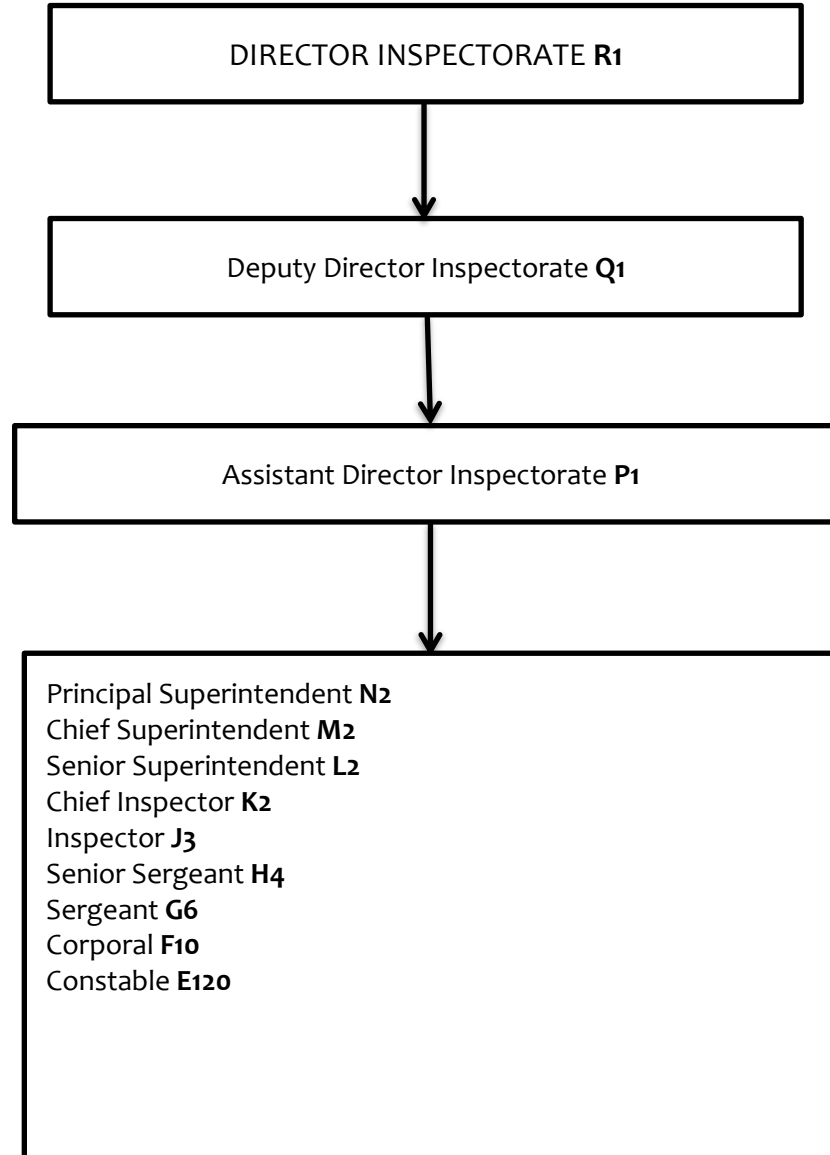 DIRECTOR INSPECTORATE R1
Deputy Director Inspectorate Q1
Assistant Director Inspectorate P1
Principal Superintendent N2
Chief Superintendent M2
Senior Superintendent L2
Chief Inspector K2
Inspector J3
Senior Sergeant H4
Sergeant G6
Corporal F10
Constable E120